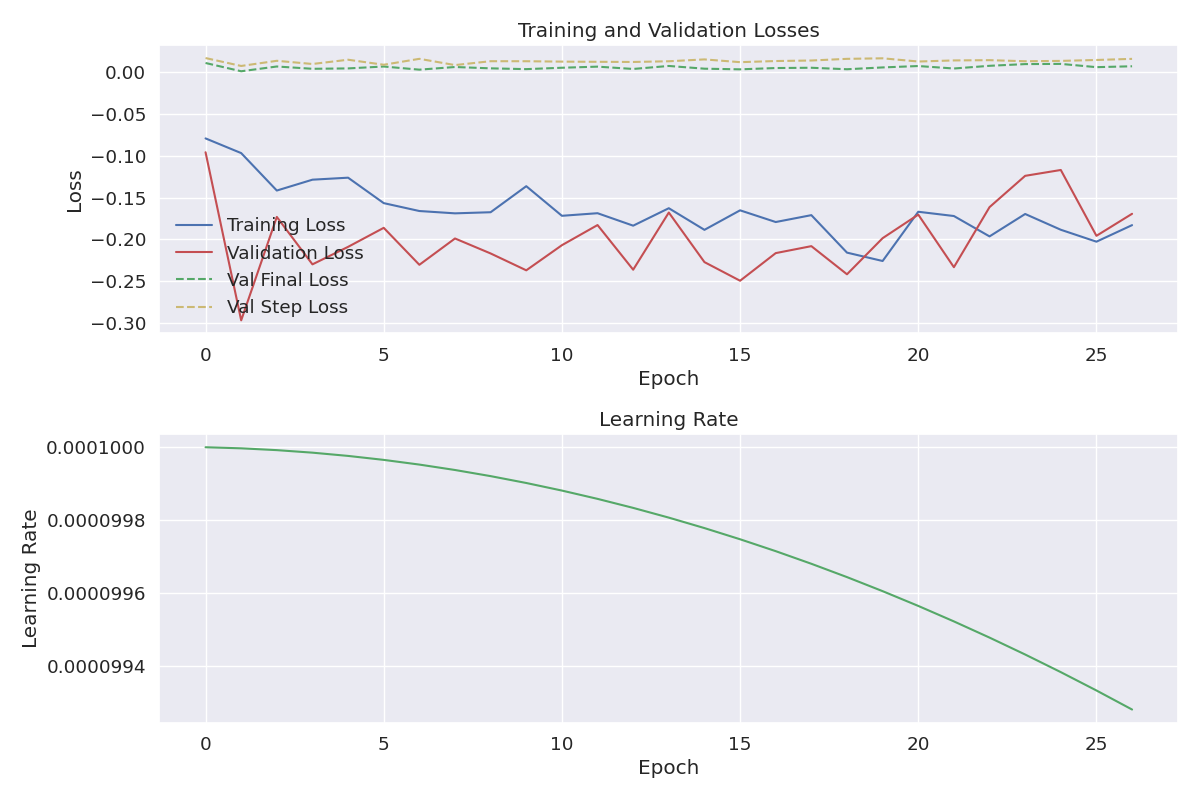 Training and Validation Losses
0.00
−0.05
−0.10
−0.15
−0.20
−0.25
−0.30
Loss
Training Loss
Validation Loss
Val Final Loss
Val Step Loss
0 5 10 15 20 25
Epoch
Learning Rate
0.0001000
0.0000998
0.0000996
0.0000994
Learning Rate
0 5 10 15 20 25
Epoch